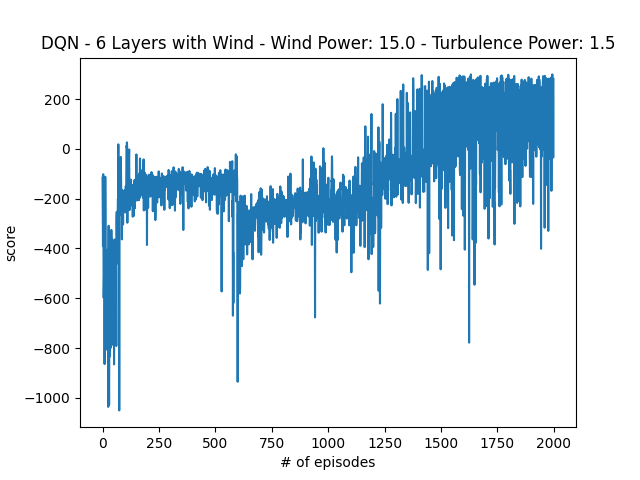 DQN - 6 Layers with Wind - Wind Power: 15.0 - Turbulence Power: 1.5
200
0
−200
−400
−600
−800
−1000
score
0 250 500 750 1000 1250 1500 1750 2000
# of episodes